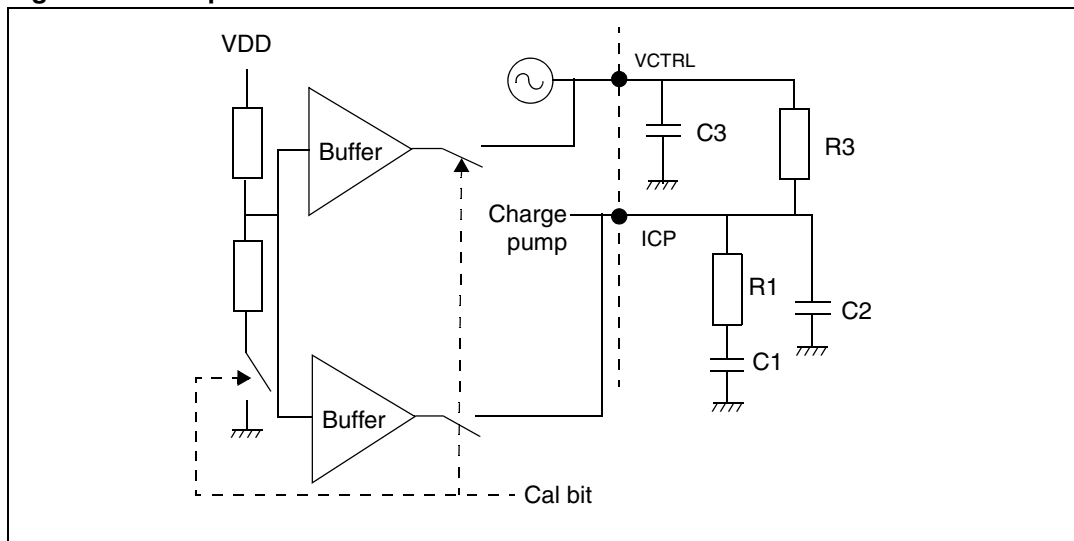 VDD
VCTRL
Buffer
C3
R3
Charge
pump
ICP
R1
C2
C1
Buffer
Cal bit